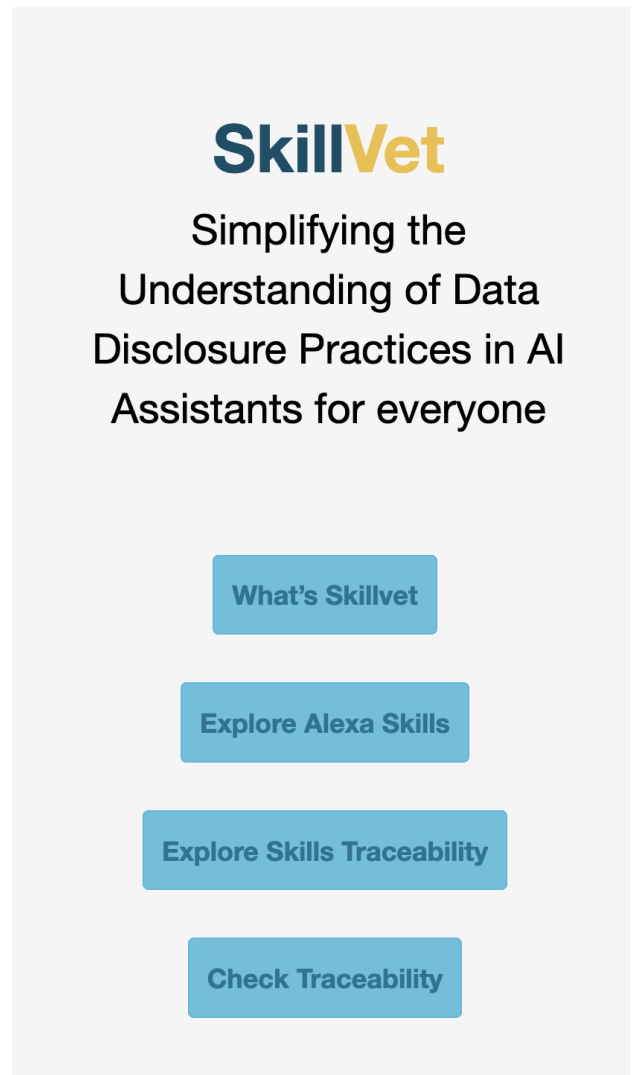 SkillVet
Simplifying the
Understanding of Data
Disclosure Practices in AI
Assistants for everyone
What’s Skillvet
Explore Alexa Skills
Explore Skills Traceability
Check Traceability